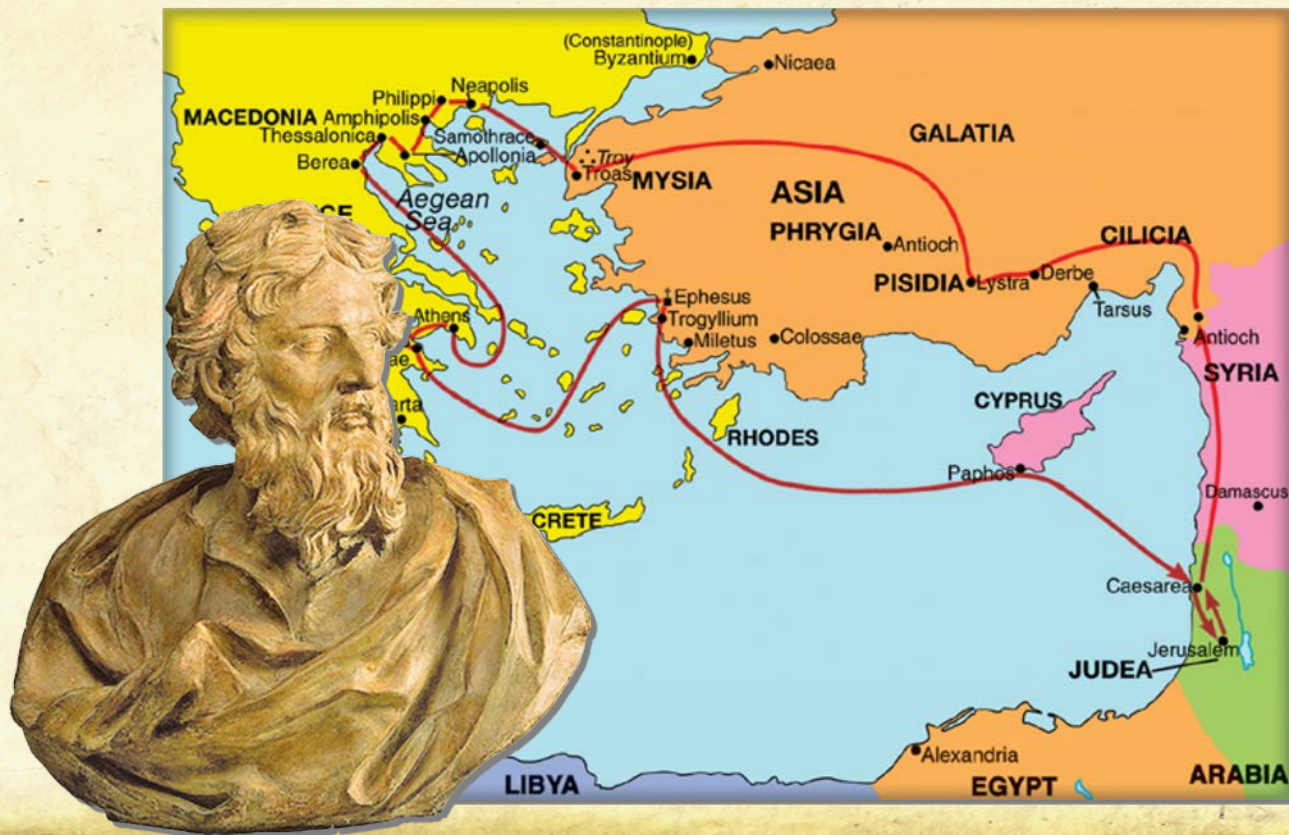 (Constantinople)
Byzantium
Nicaea
Neapolis
Philippi
MACEDONIA
Amphipolis
Thessalonica
Samothrace
Apollonia
Berea
Troy
Troas
MYSIA
GALATIA
ASIA
Aegean
Sea
PHRYGIA
Antioch
CILICIA
PISIDIA
Lystra
Derbe
Tarsus
Ephesus
Trogyllium
Miletus
Colossae
Athens
Antioch
SYRIA
CYPRUS
RHODES
Paphos
Damascus
CRETE
Caesarea
Jerusalem
JUDEA
Alexandria
LIBYA
EGYPT
ARABIA